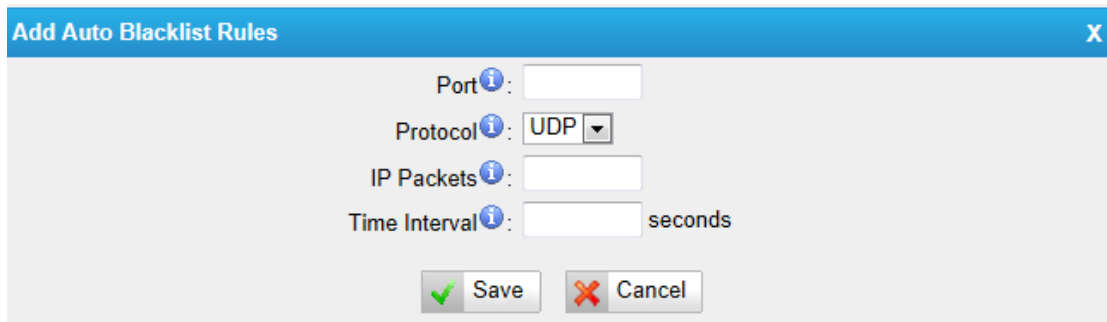 Add Auto Blacklist Rules X
Port i :
Protocol i : UDP
IP Packets i :
Time Interval i : seconds
Save Cancel